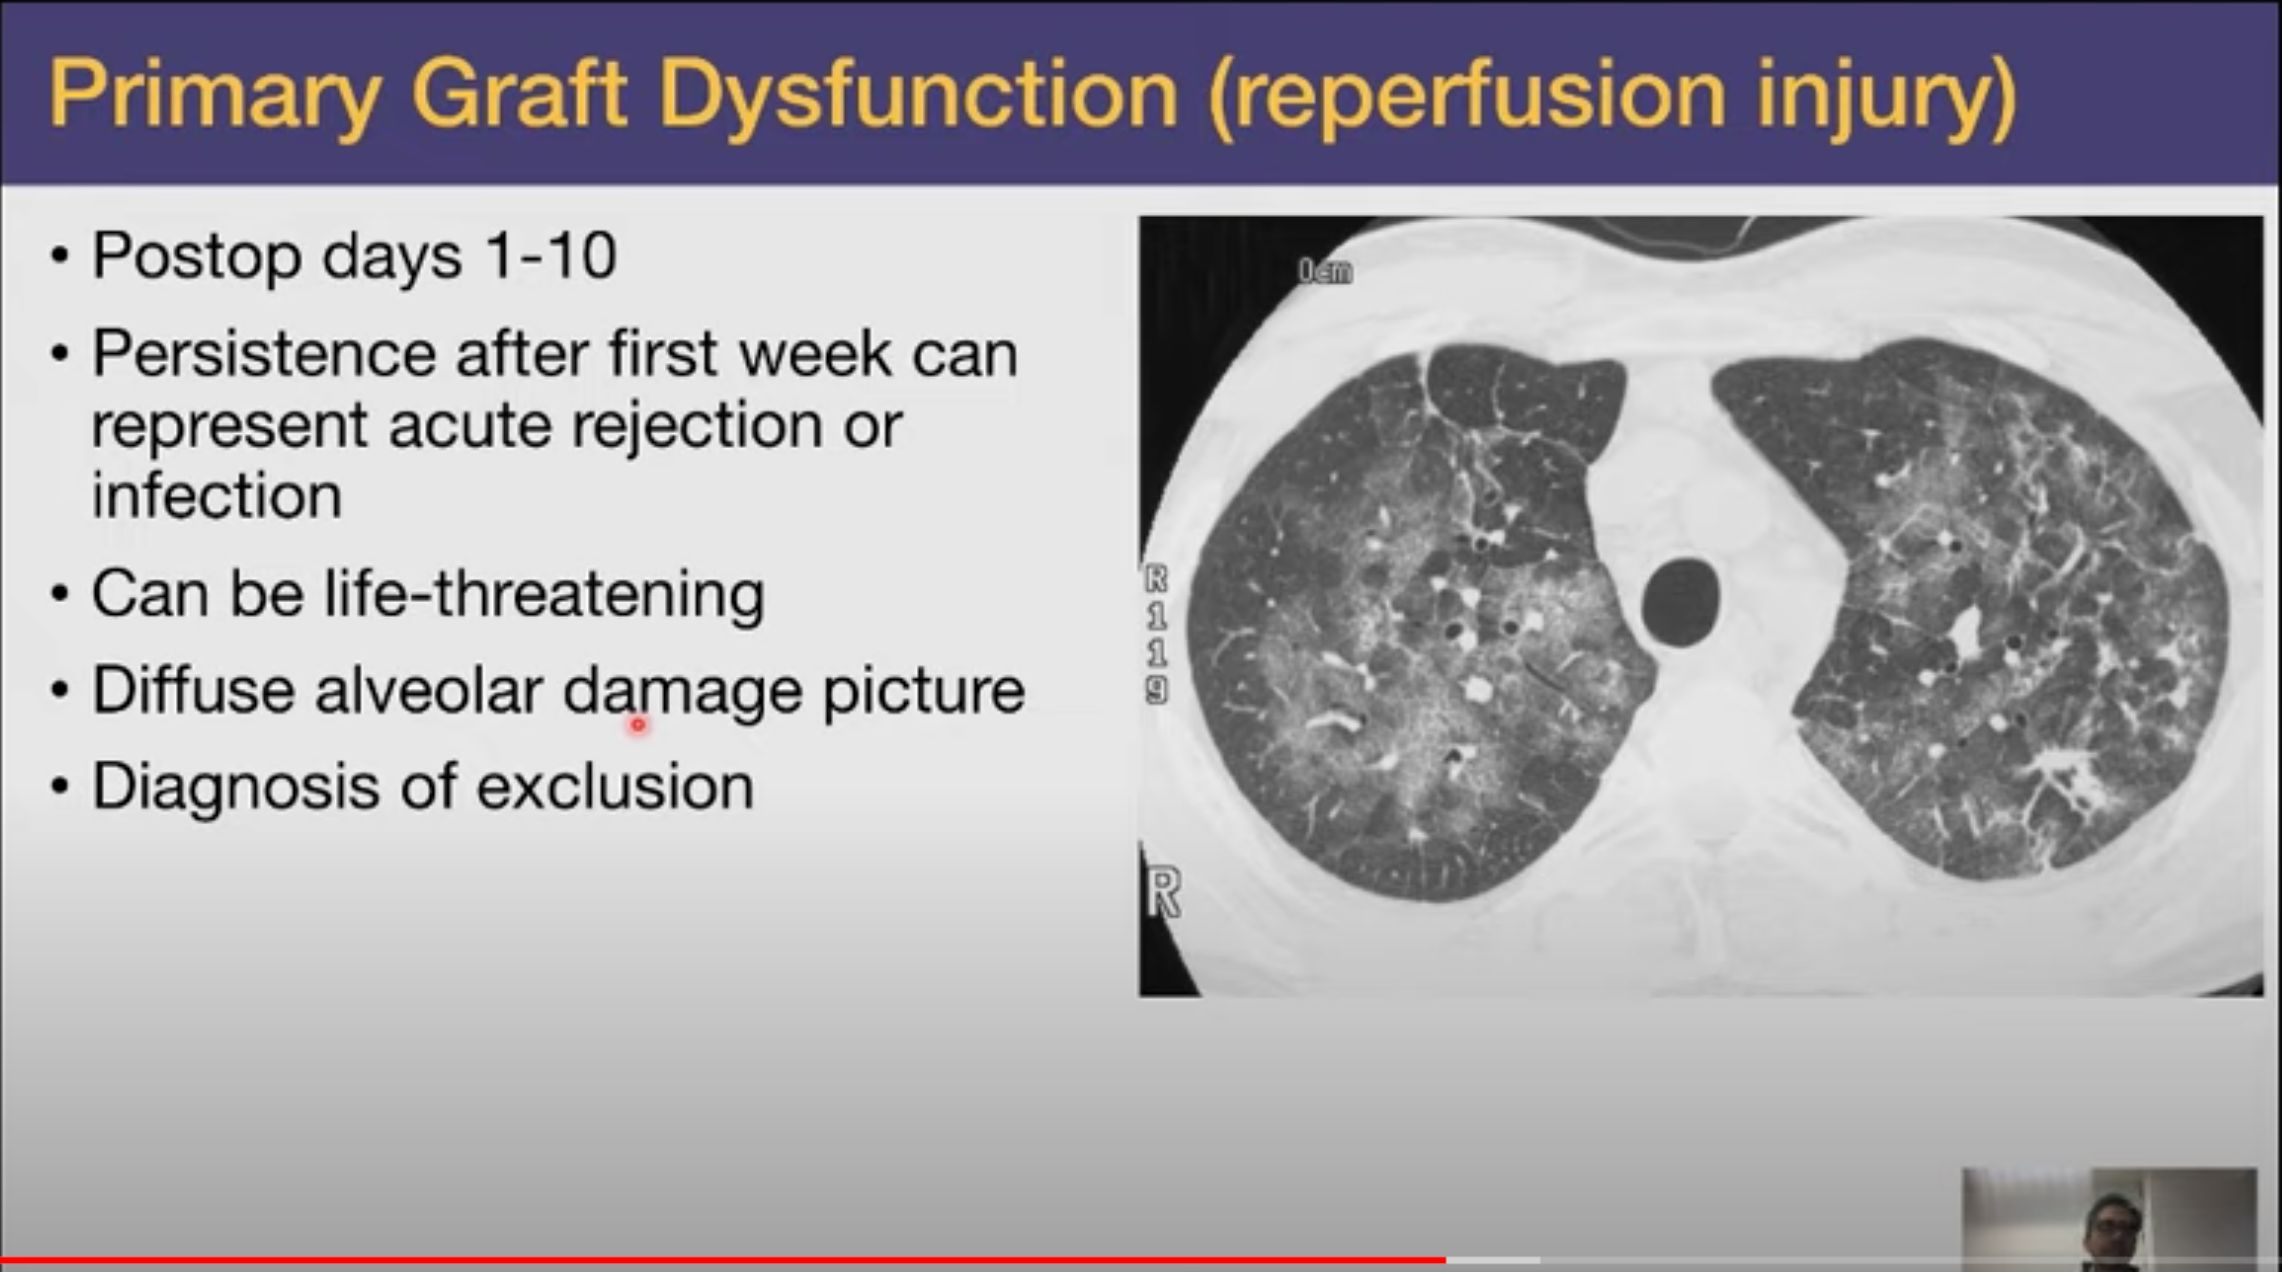 Primary Graft Dysfunction (reperfusion injury)
• Postop days 1-10
• Persistence after first week can
represent acute rejection or
infection
• Can be life-threatening
• Diffuse alveolar damage picture
• Diagnosis of exclusion
0cm
R
1
1
9
R